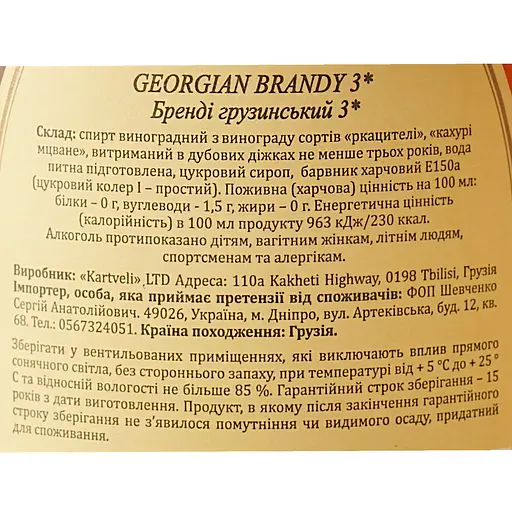 GEORGIAN BRANDY 3*
Бренді грузинський 3*
Склад: спирт виноградний з винограду сортів «ркацителі», «кахурі
мцване», витриманий в дубових діжках не менше трьох років, вода
питна підготовлена, цукровий сироп, барвник харчовий Е150а
(цукровий колер І – простий). Поживна (харчова) цінність на 100 мл:
білки – 0 г, вуглеводи - 1,5 г, жири – 0 г. Енергетична цінність
(калорійність) в 100 мл продукту 963 кДж/230 ккал.
Алкоголь протипоказано дітям, вагітним жінкам, літнім людям,
спортсменам та алергікам.
Виробник: «Kartveli» LTD Адреса: 110а Kakheti Highway, 0198 Tbilisi, Грузія
Імпортер, особа, яка приймає претензії від споживачів: ФОП Шевченко
Сергій Анатолійович. 49026, Україна, м. Дніпро, вул. Артеківська, буд. 12, кв.
68. Тел.: 0567324051. Країна походження: Грузія.
Зберігати у вентильованих приміщеннях, які виключають вплив прямого
сонячного світла, без стороннього запаху, при температурі від + 5 °С до + 25 °
С та відносній вологості не більше 85 %. Гарантійний строк зберігання – 15
років з дати виготовлення. Продукт, в якому після закінчення гарантійного
строку зберігання не з’явилося помутніння чи видимого осаду, придатний
для споживання.